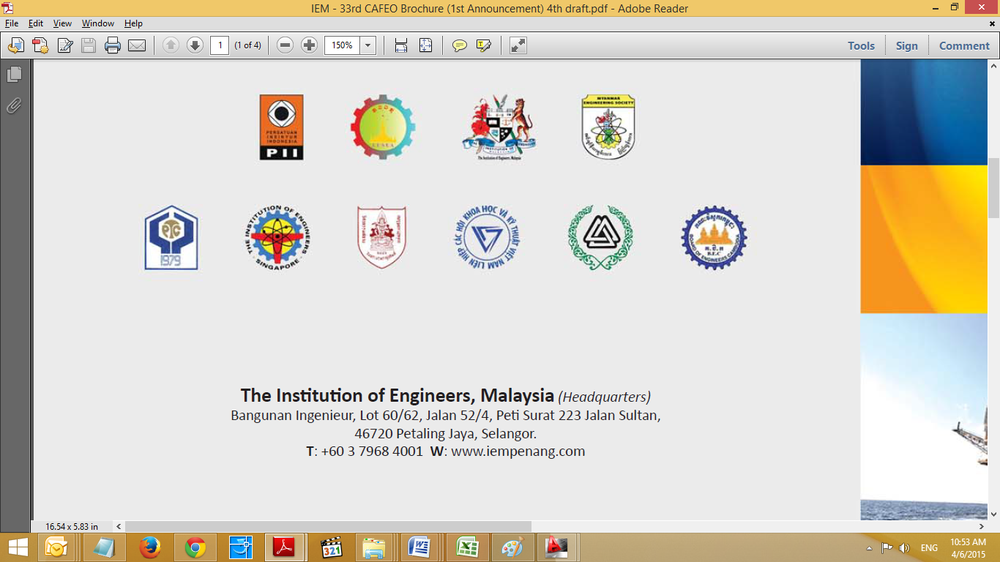 IEM - 33rd CAFEO Brochure (1st Announcement) 4th draft.pdf - Adobe Reader
File Edit View Window Help
1 (1 of 4) 150% Tools Sign Comment
PERSATUAN
INSINYUR
INDONESIA
PII
The Institution of Engineers, Malaysia
MYANMAR
ENGINEERING SOCIETY
1979
THE INSTITUTION OF ENGINEERS
SINGAPORE
LIÊN HIỆP CÁC HỘI KHOA HỌC VÀ KỸ THUẬT VIỆT NAM
BOARD OF ENGINEERS CAMBODIA
B.E.C
The Institution of Engineers, Malaysia (Headquarters)
Bangunan Ingenieur, Lot 60/62, Jalan 52/4, Peti Surat 223 Jalan Sultan,
46720 Petaling Jaya, Selangor.
T: +60 3 7968 4001 W: www.iempenang.com
16.54 x 5.83 in
321
ENG
10:53 AM
4/6/2015